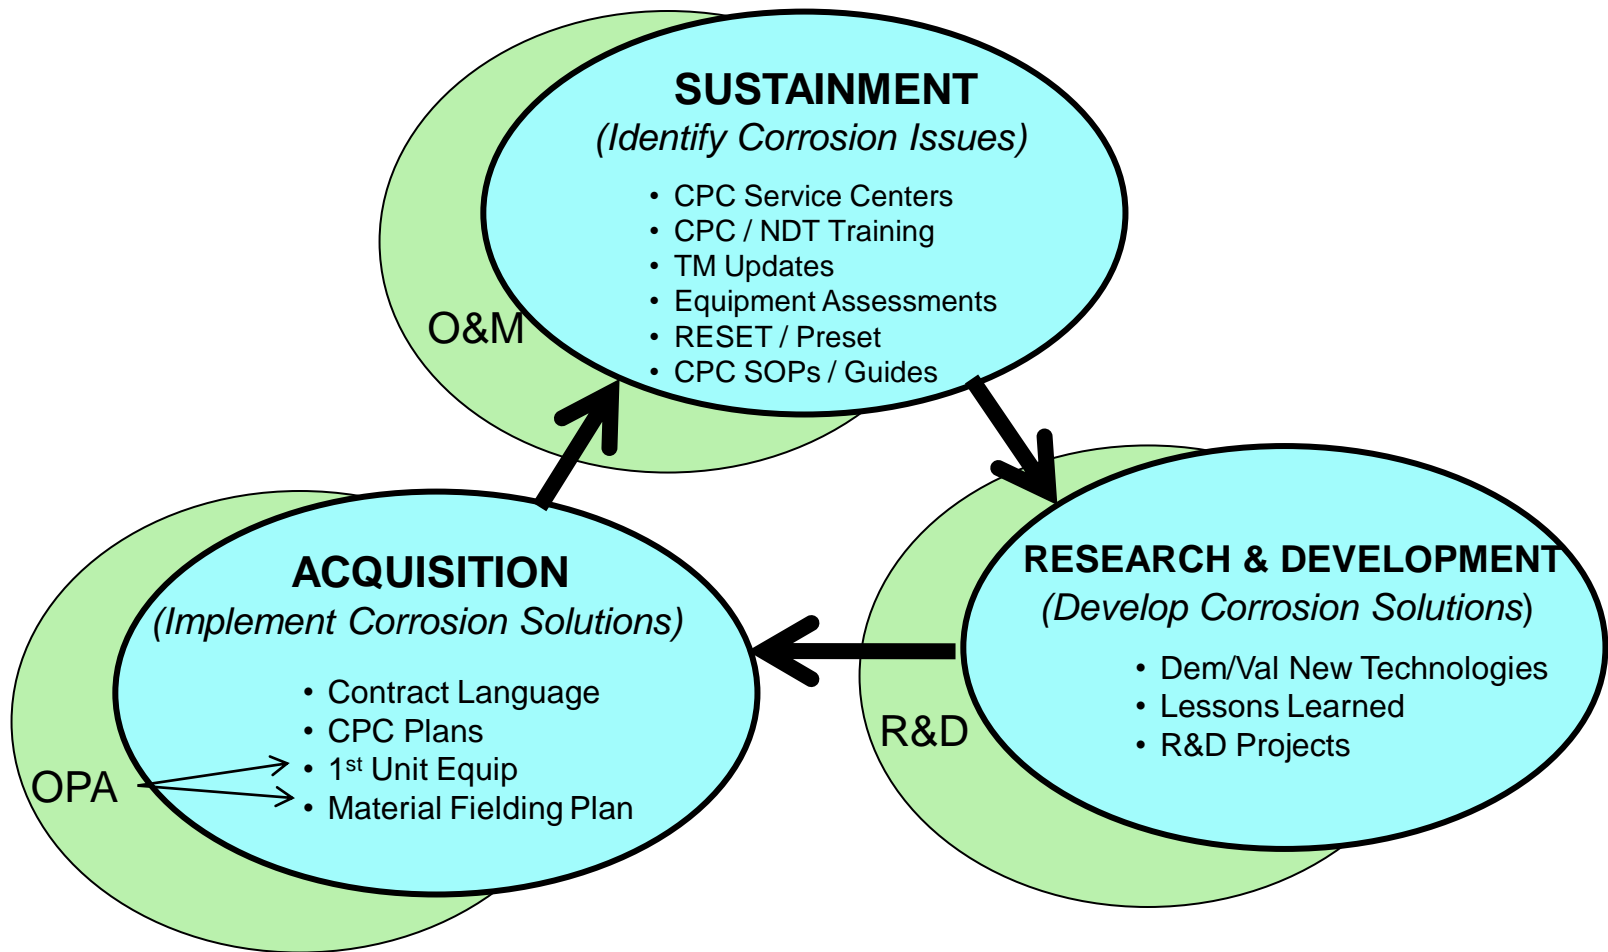 SUSTAINMENT
(Identify Corrosion Issues)
• CPC Service Centers
• CPC / NDT Training
• TM Updates
• Equipment Assessments
• RESET / Preset
• CPC SOPs / Guides
O&M
RESEARCH & DEVELOPMENT
(Develop Corrosion Solutions)
• Dem/Val New Technologies
• Lessons Learned
• R&D Projects
R&D
ACQUISITION
(Implement Corrosion Solutions)
• Contract Language
• CPC Plans
• 1st Unit Equip
• Material Fielding Plan
OPA